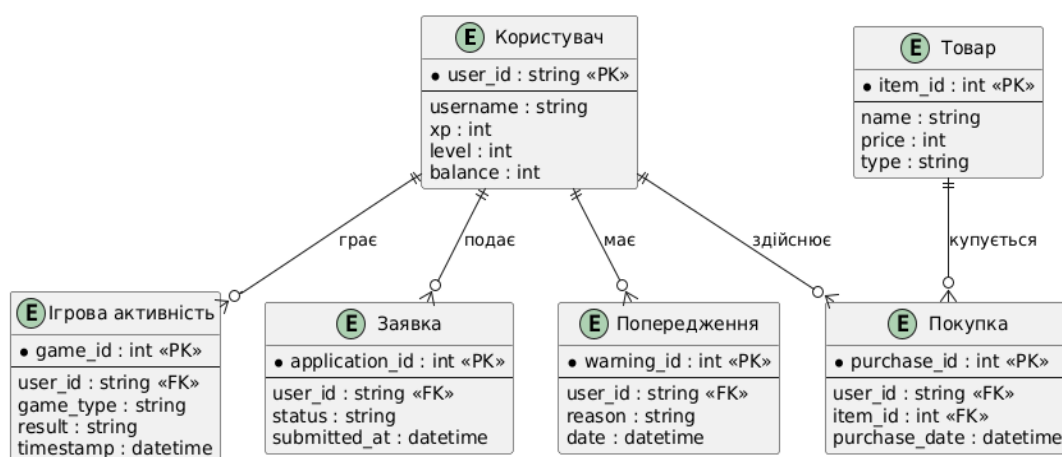 E Користувач
* user_id : string «PK»
username : string
xp : int
level : int
balance : int
E Товар
* item_id : int «PK»
name : string
price : int
type : string
грає
подає
має
здійснює
купується
E Ігрова активність
* game_id : int «PK»
user_id : string «FK»
game_type : string
result : string
timestamp : datetime
E Заявка
* application_id : int «PK»
user_id : string «FK»
status : string
submitted_at : datetime
E Попередження
* warning_id : int «PK»
user_id : string «FK»
reason : string
date : datetime
E Покупка
* purchase_id : int «PK»
user_id : string «FK»
item_id : int «FK»
purchase_date : datetime